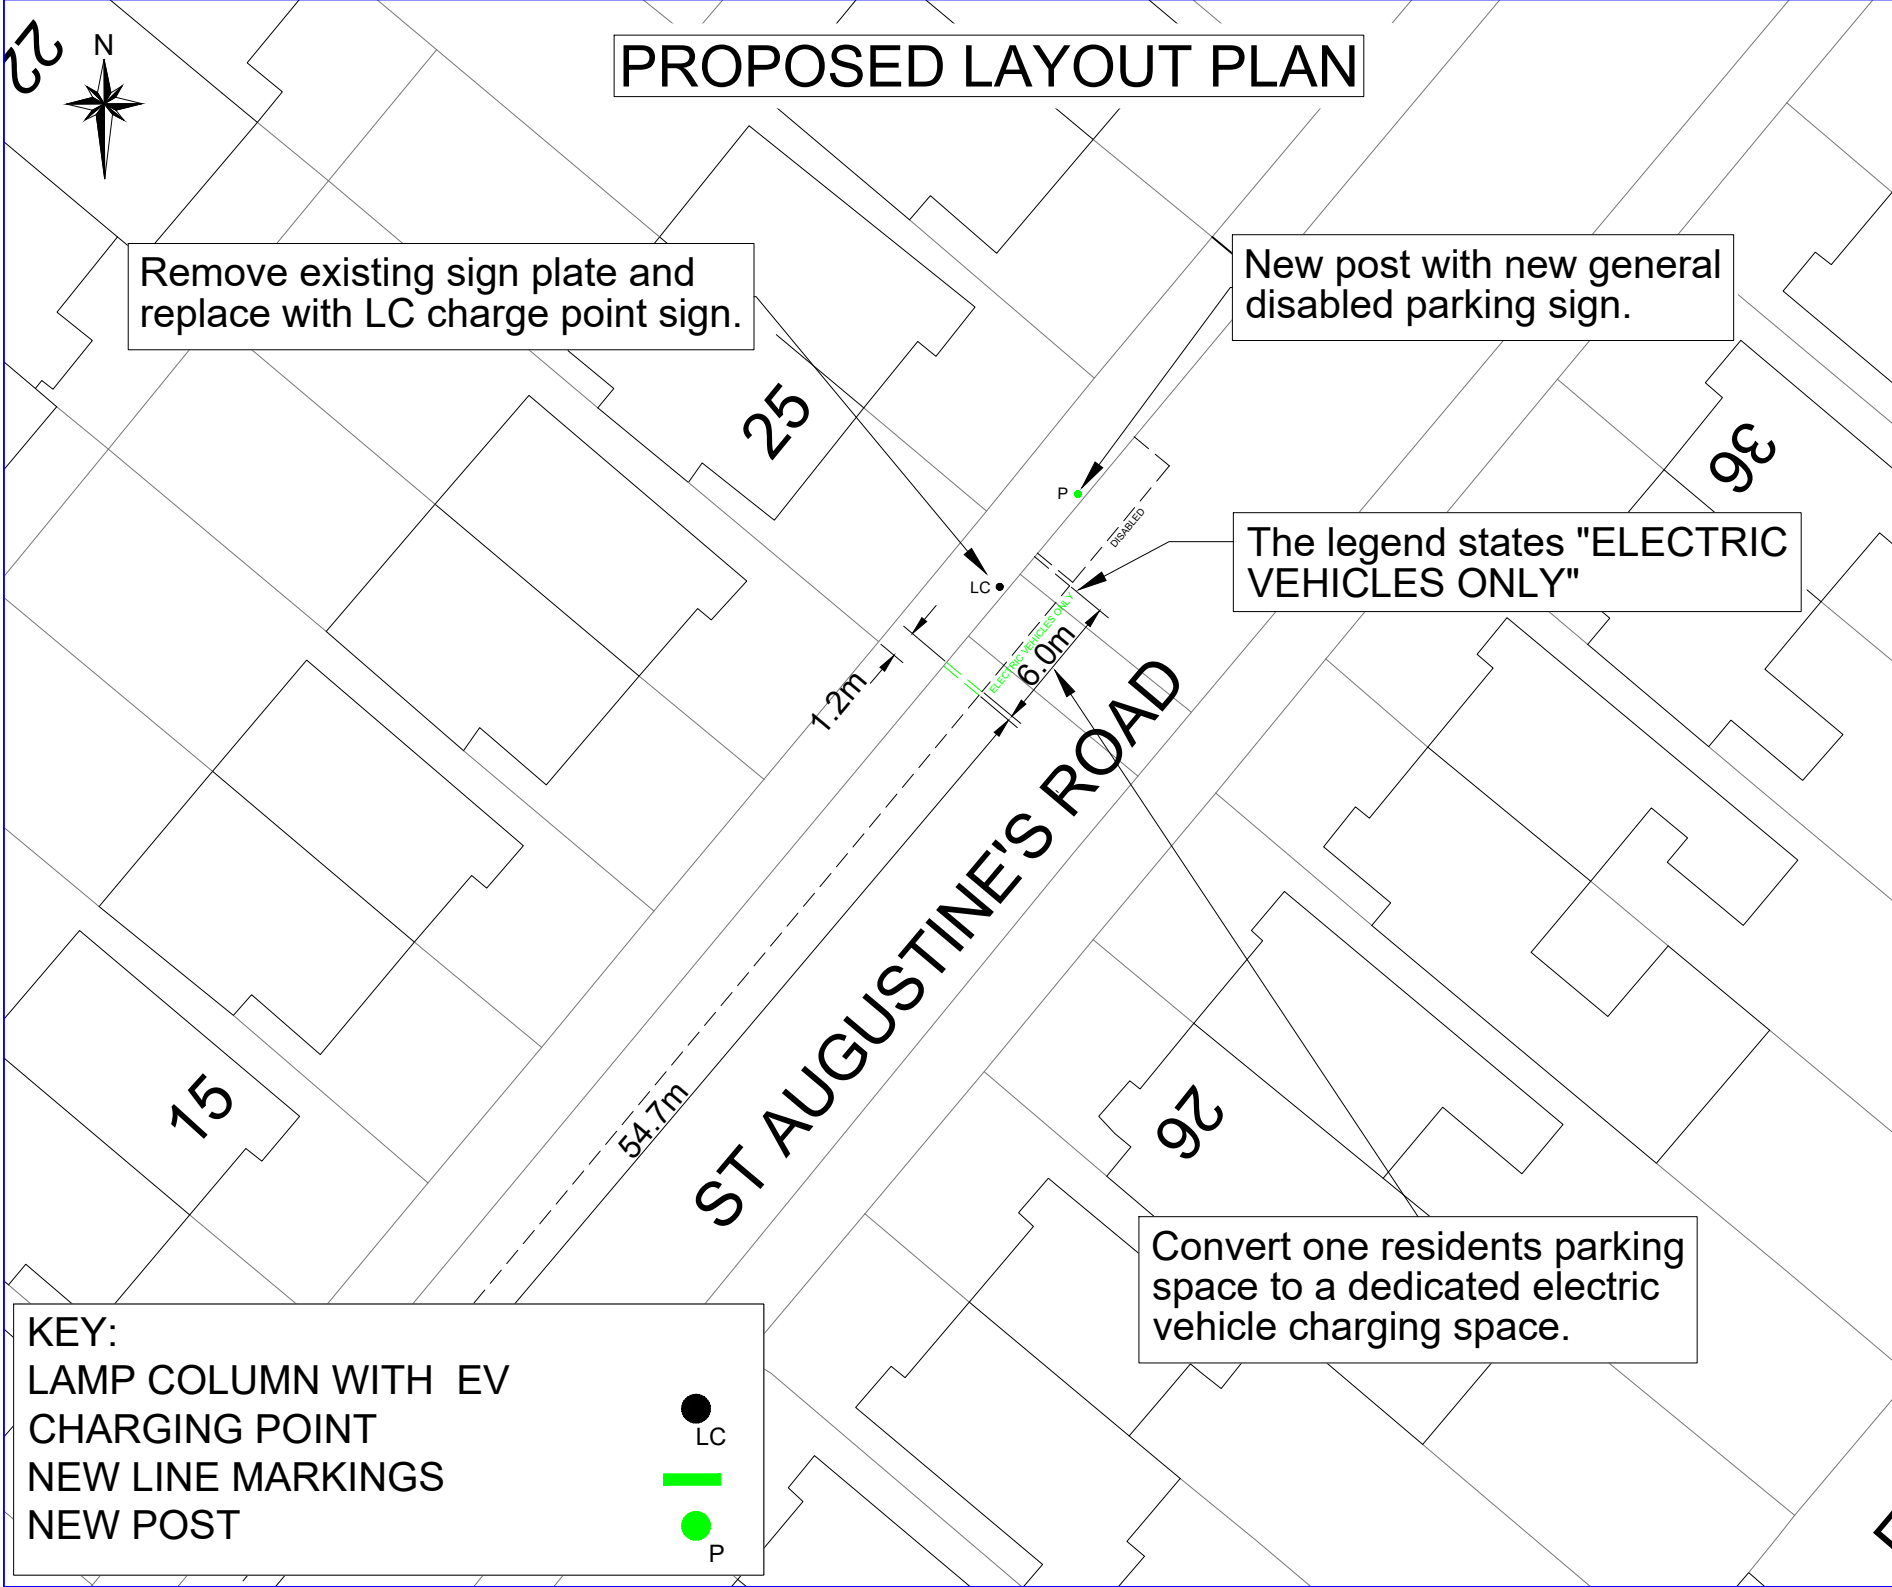 22
N
PROPOSED LAYOUT PLAN
Remove existing sign plate and
replace with LC charge point sign.
New post with new general
disabled parking sign.
25
36
P
DISABLED
The legend states "ELECTRIC
VEHICLES ONLY"
LC
ELECTRIC VEHICLES ONLY
6.0m
1.2m
ST AUGUSTINE'S ROAD
54.7m
15
26
Convert one residents parking
space to a dedicated electric
vehicle charging space.
KEY:
LAMP COLUMN WITH EV
CHARGING POINT
LC
NEW LINE MARKINGS
NEW POST
P